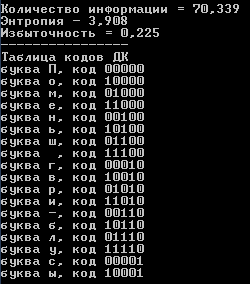 Количество информации = 70,339
Энтропия - 3,908
Избыточность = 0,225
----------------
Таблица кодов ДК
буква П, код 00000
буква о, код 10000
буква м, код 01000
буква е, код 11000
буква н, код 00100
буква ь, код 10100
буква ш, код 01100
буква  , код 11100
буква г, код 00010
буква в, код 10010
буква р, код 01010
буква и, код 11010
буква -, код 00110
буква б, код 10110
буква л, код 01110
буква у, код 11110
буква с, код 00001
буква ы, код 10001